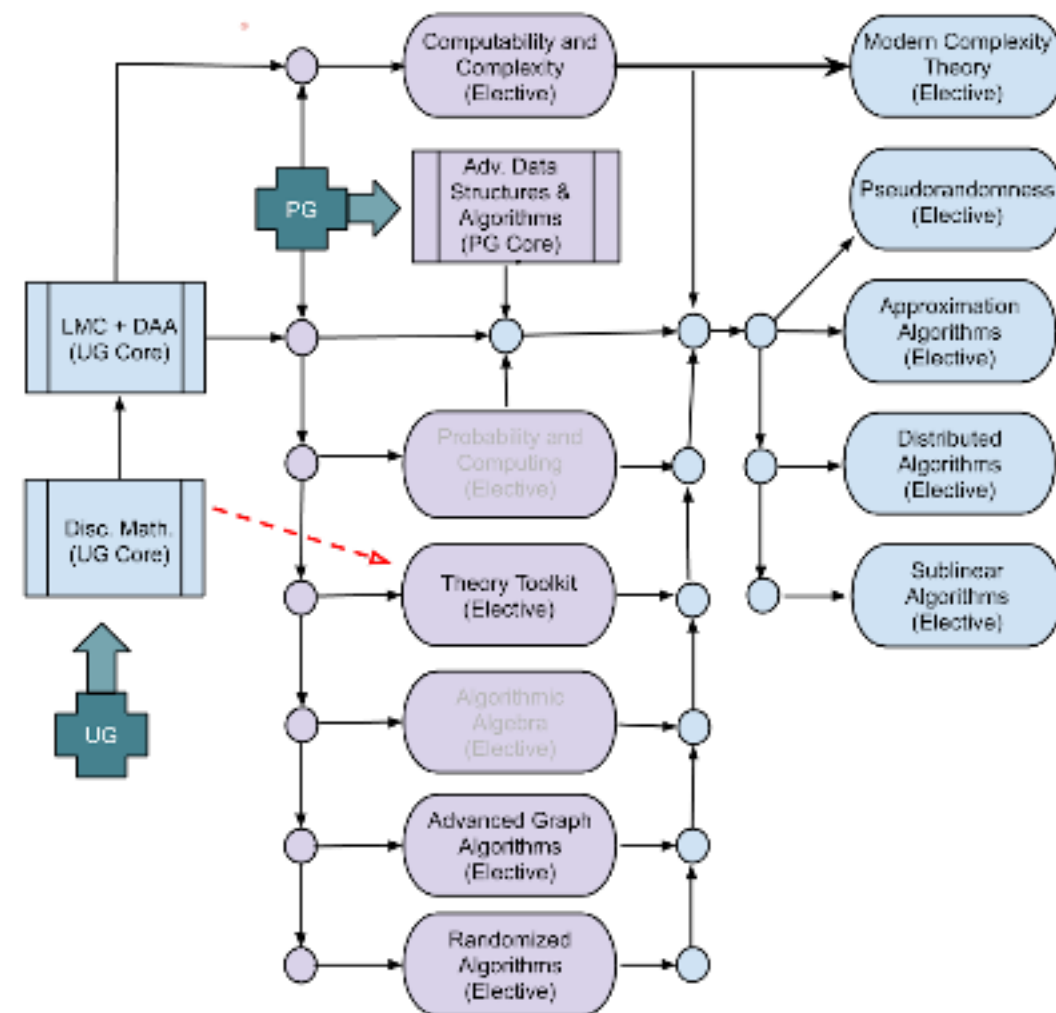 Computability and
Complexity
(Elective)
Modern Complexity
Theory
(Elective)
PG
Adv. Data
Structures &
Algorithms
(PG Core)
Pseudorandomness
(Elective)
LMC + DAA
(UG Core)
Approximation
Algorithms
(Elective)
Probability and
Computing
(Elective)
Distributed
Algorithms
(Elective)
Disc. Math.
(UG Core)
Theory Toolkit
(Elective)
Sublinear
Algorithms
(Elective)
UG
Algorithmic
Algebra
(Elective)
Advanced Graph
Algorithms
(Elective)
Randomized
Algorithms
(Elective)